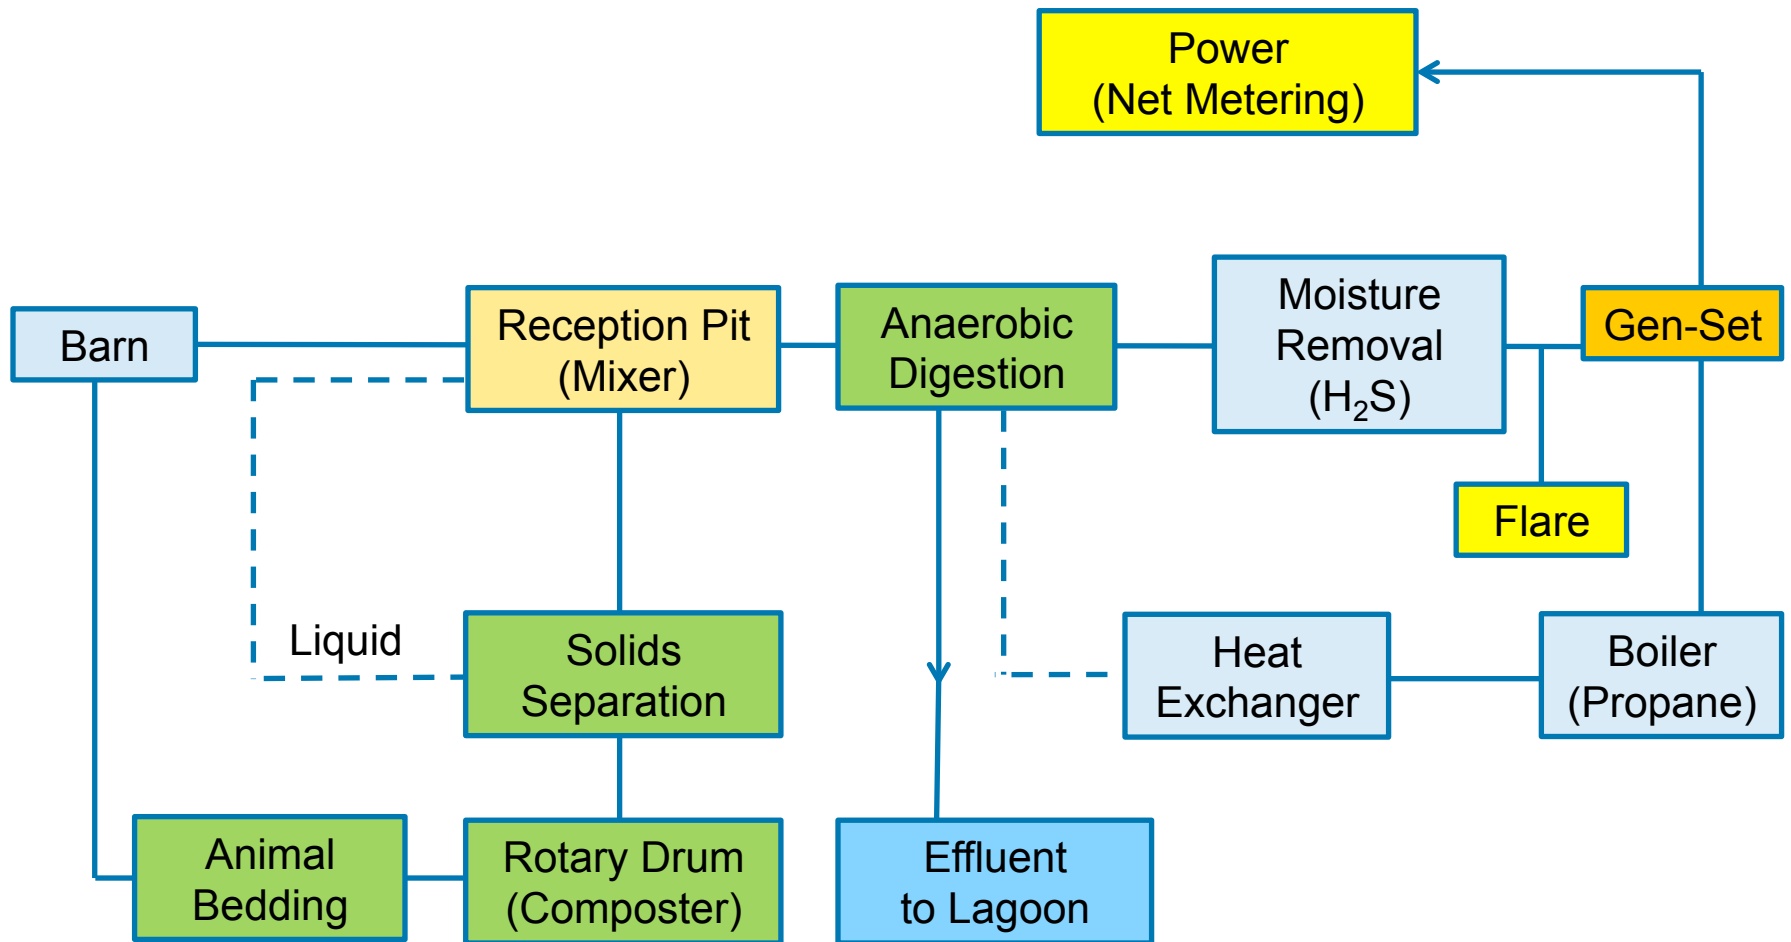 Power
(Net Metering)
Barn
Reception Pit
(Mixer)
Anaerobic
Digestion
Moisture
Removal
(H₂S)
Gen-Set
Flare
Liquid
Solids
Separation
Heat
Exchanger
Boiler
(Propane)
Animal
Bedding
Rotary Drum
(Composter)
Effluent
to Lagoon